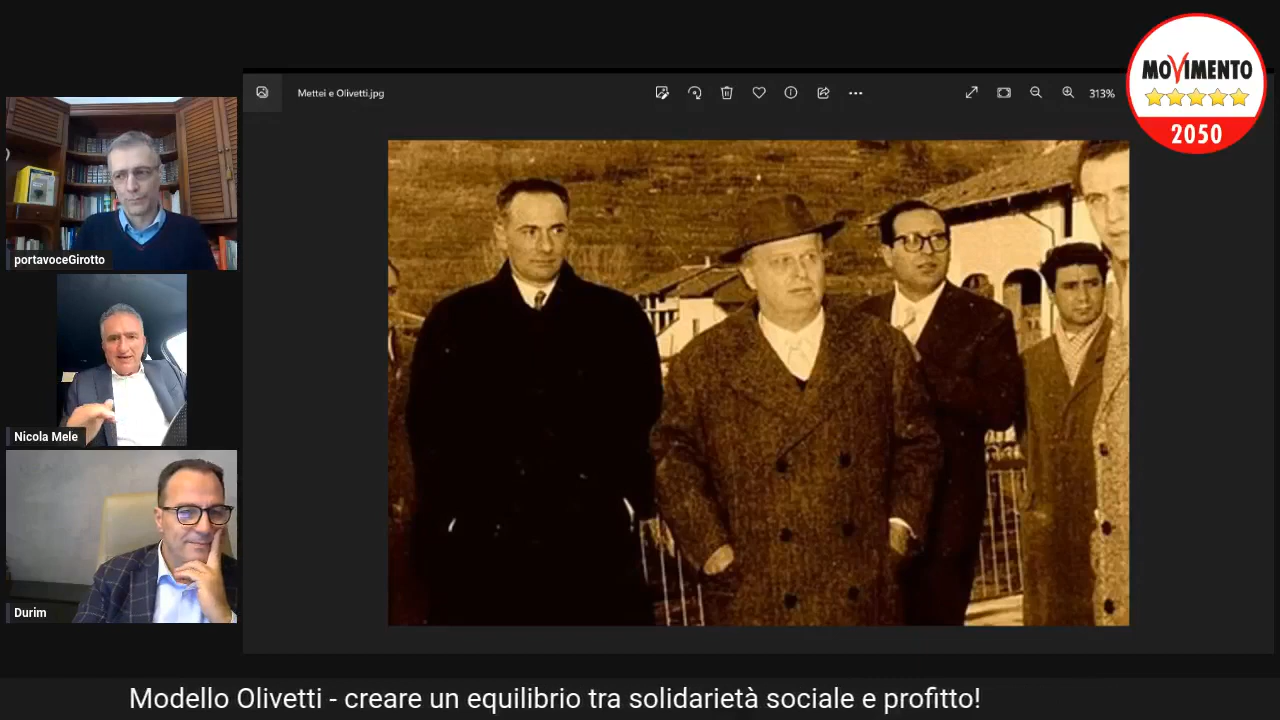 Mettei e Olivetti.jpg
313%
MOVIMENTO
2050
portavoceGirotto
Nicola Mele
Durim
Modello Olivetti - creare un equilibrio tra solidarietà sociale e profitto!